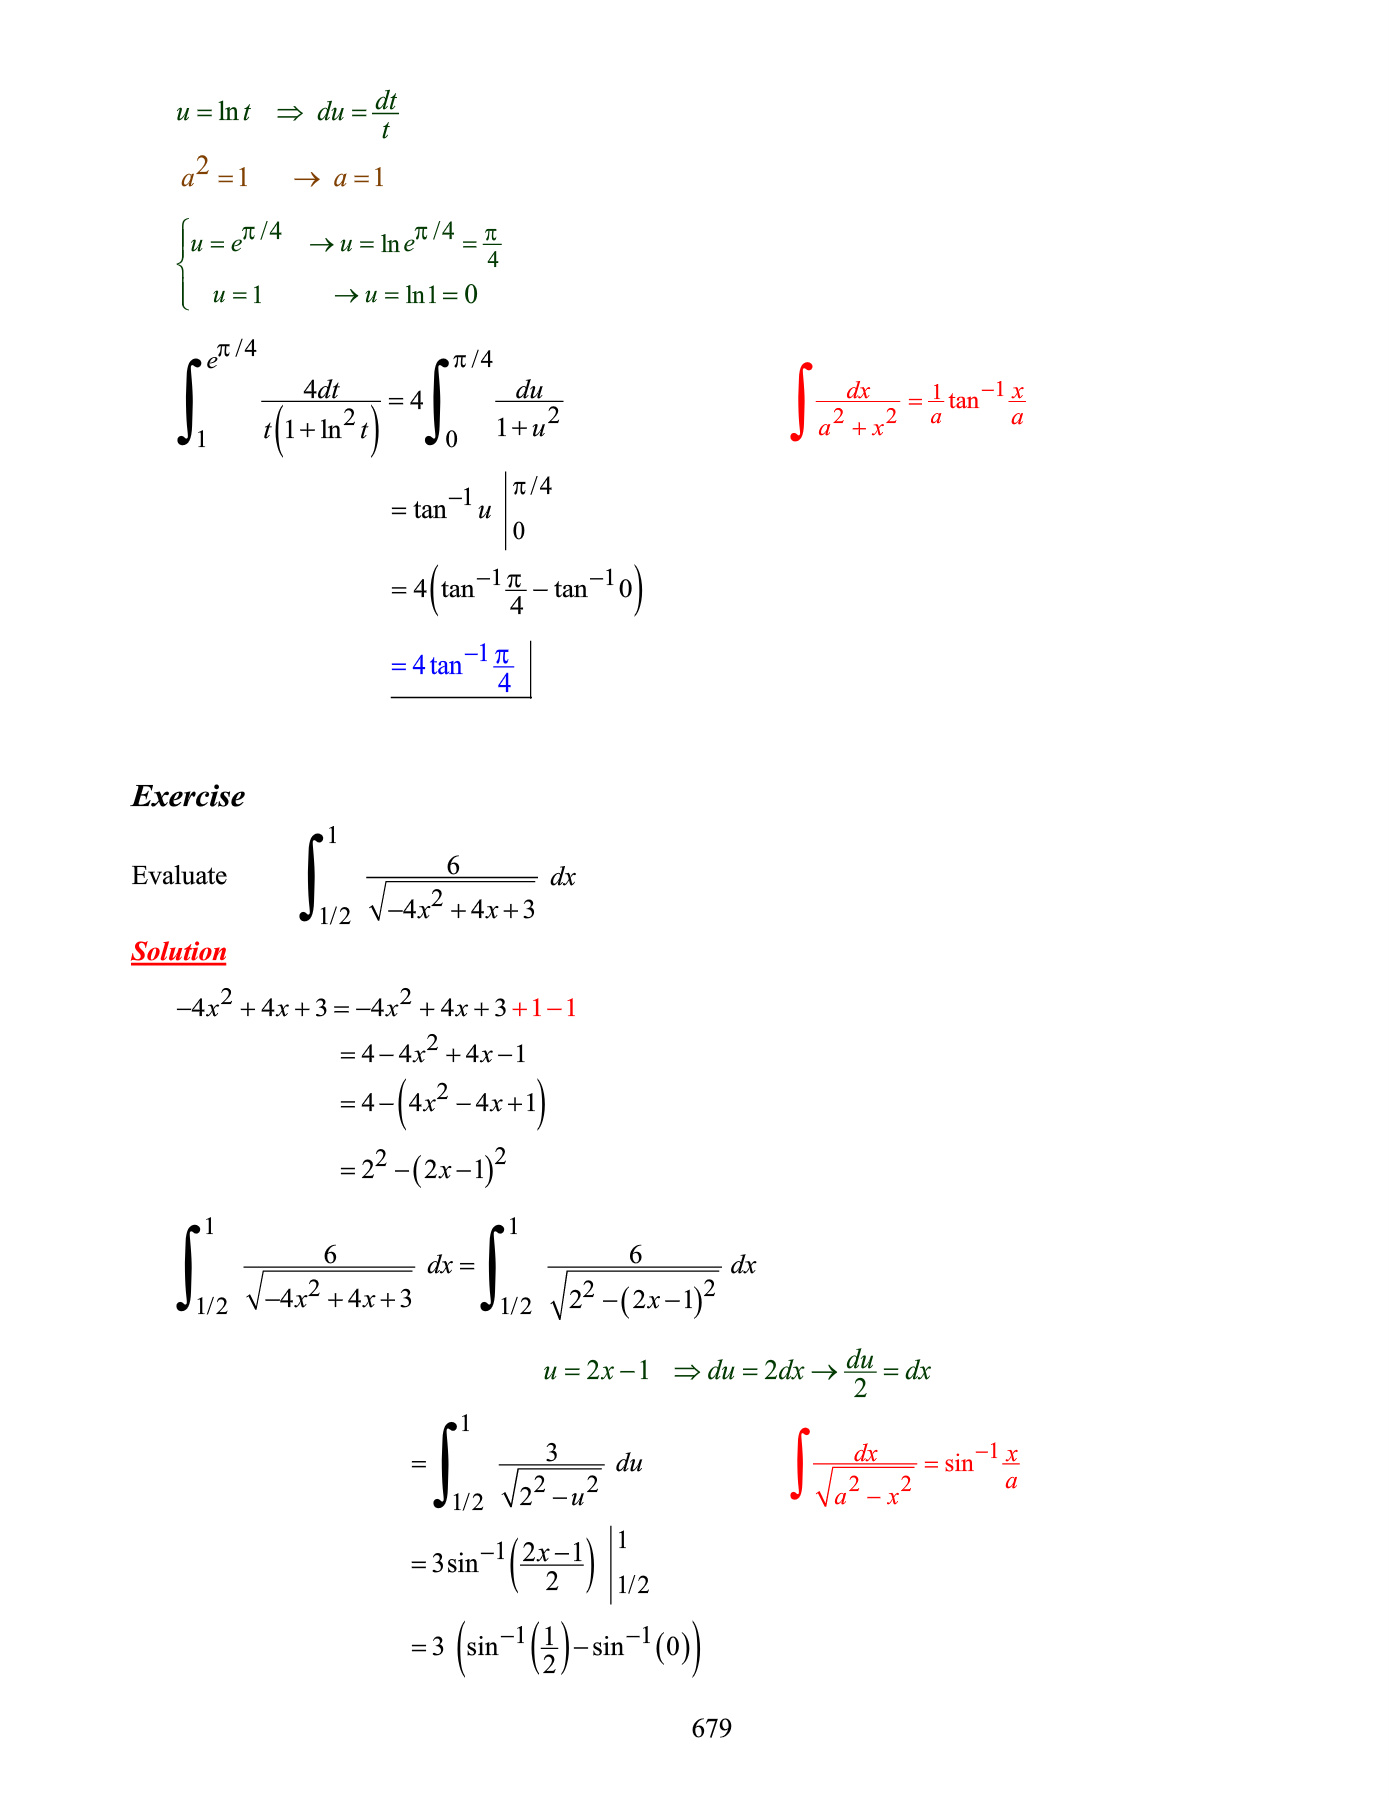 u = ln t ⇒ du = dt/t
a² = 1 → a = 1
{ u = e^(π/4) → u = ln e^(π/4) = π/4
u = 1 → u = ln 1 = 0
∫_1^(e^(π/4)) 4dt / (t(1 + ln² t)) = 4 ∫_0^(π/4) du / (1 + u²)    ∫ dx / (a² + x²) = (1/a) tan⁻¹ (x/a)
= tan⁻¹ u |_0^(π/4)
= 4(tan⁻¹ (π/4) − tan⁻¹ 0)
= 4 tan⁻¹ (π/4)
Exercise
Evaluate ∫_(1/2)^1 6 / √(−4x² + 4x + 3) dx
Solution
−4x² + 4x + 3 = −4x² + 4x + 3 + 1 − 1
= 4 − 4x² + 4x − 1
= 4 − (4x² − 4x + 1)
= 2² − (2x − 1)²
∫_(1/2)^1 6 / √(−4x² + 4x + 3) dx = ∫_(1/2)^1 6 / √(2² − (2x − 1)²) dx
u = 2x − 1 ⇒ du = 2dx → du/2 = dx
= ∫_(1/2)^1 3 / √(2² − u²) du    ∫ dx / √(a² − x²) = sin⁻¹ (x/a)
= 3 sin⁻¹ ((2x − 1)/2) |_(1/2)^1
= 3 (sin⁻¹ (1/2) − sin⁻¹ (0))
679